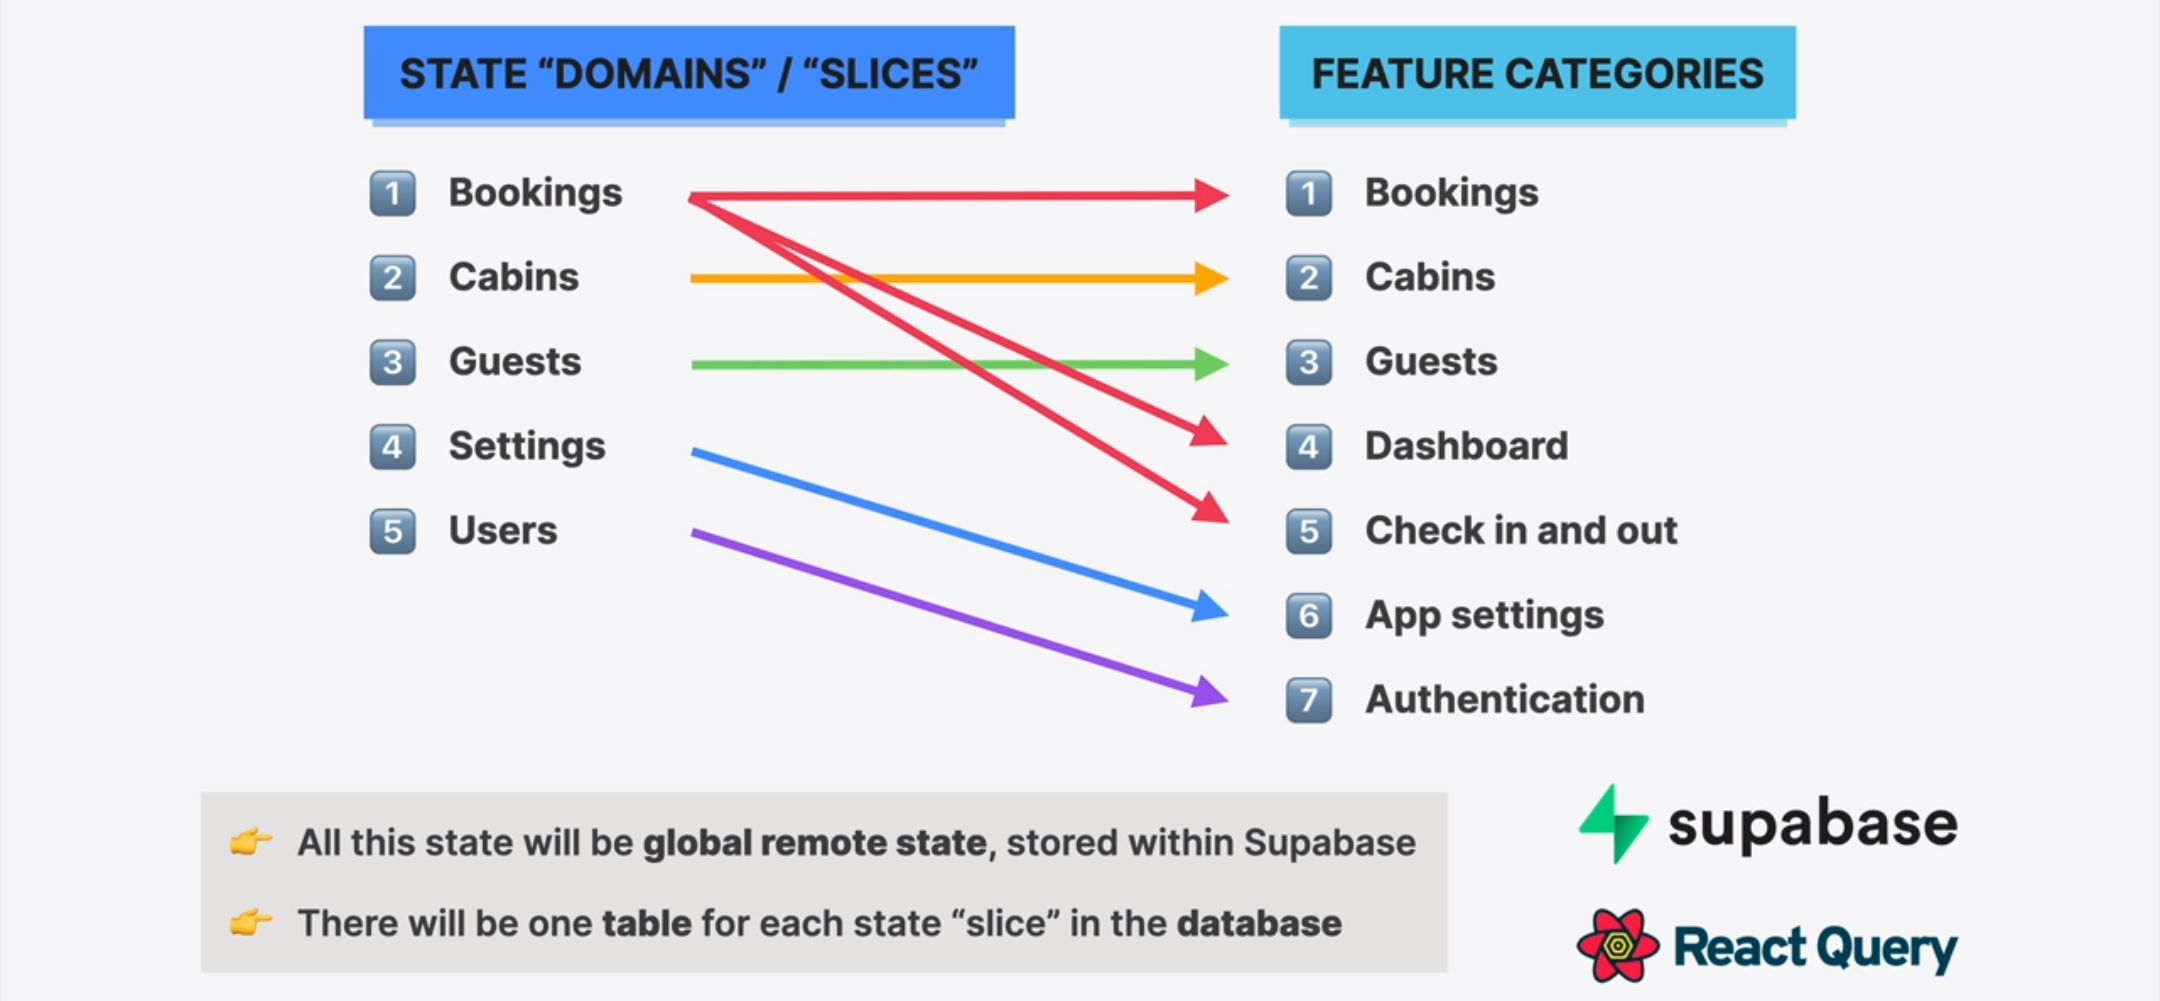 STATE “DOMAINS” / “SLICES”
FEATURE CATEGORIES
1 Bookings
2 Cabins
3 Guests
4 Settings
5 Users
1 Bookings
2 Cabins
3 Guests
4 Dashboard
5 Check in and out
6 App settings
7 Authentication
👉 All this state will be global remote state, stored within Supabase
👉 There will be one table for each state “slice” in the database
supabase
React Query